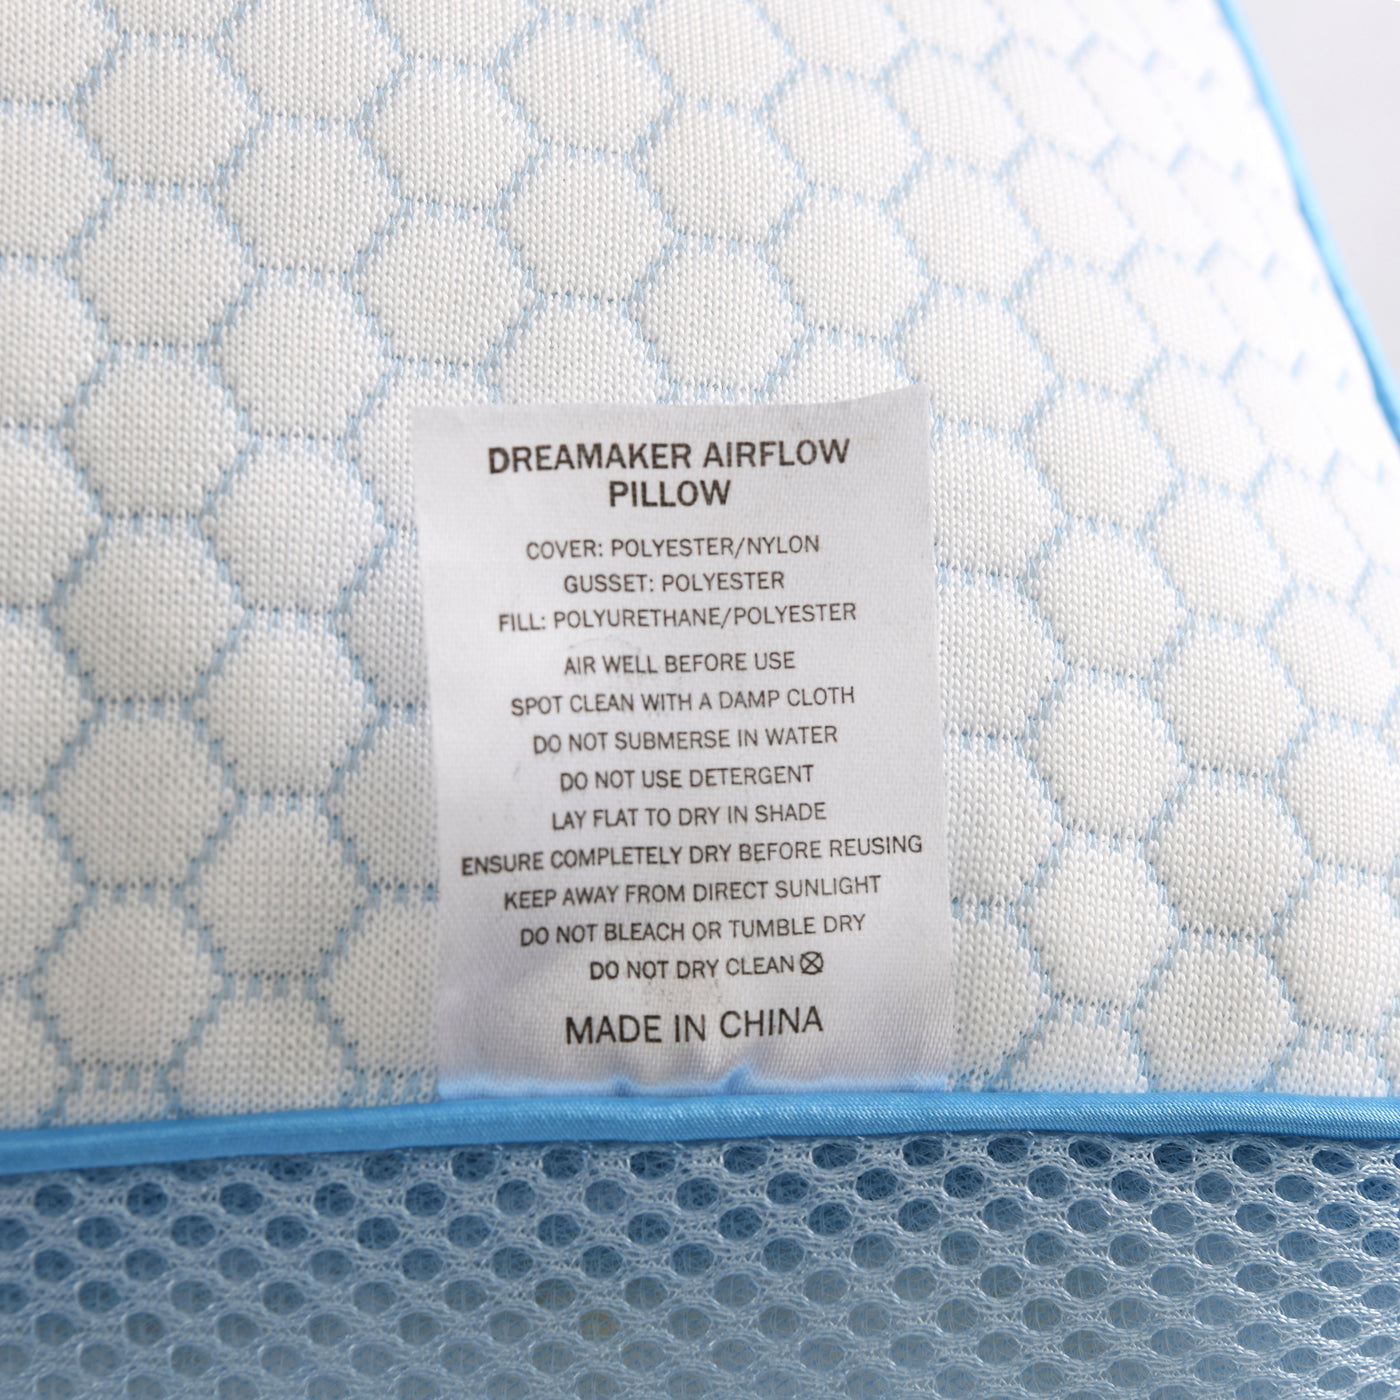 DREAMAKER AIRFLOW
PILLOW
COVER: POLYESTER/NYLON
GUSSET: POLYESTER
FILL: POLYURETHANE/POLYESTER
AIR WELL BEFORE USE
SPOT CLEAN WITH A DAMP CLOTH
DO NOT SUBMERSE IN WATER
DO NOT USE DETERGENT
LAY FLAT TO DRY IN SHADE
ENSURE COMPLETELY DRY BEFORE REUSING
KEEP AWAY FROM DIRECT SUNLIGHT
DO NOT BLEACH OR TUMBLE DRY
DO NOT DRY CLEAN
MADE IN CHINA